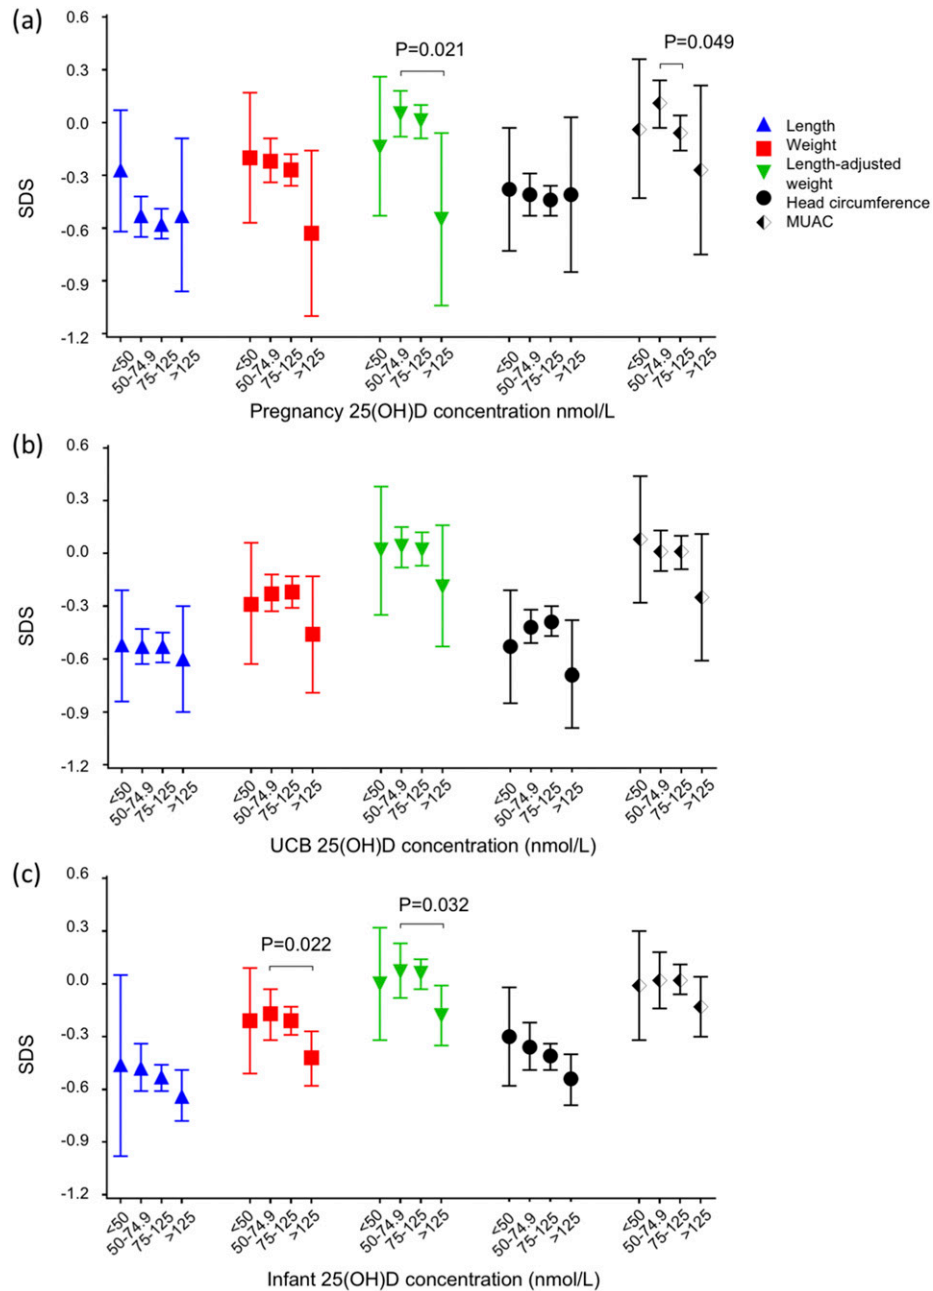 (a)
0.6
0.3
0.0
-0.3
-0.6
-0.9
-1.2
SDS
P=0.021
P=0.049
Length
Weight
Length-adjusted
weight
Head circumference
MUAC
<50 50-74.9 75-125 >125 <50 50-74.9 75-125 >125 <50 50-74.9 75-125 >125 <50 50-74.9 75-125 >125 <50 50-74.9 75-125 >125
Pregnancy 25(OH)D concentration nmol/L
(b)
0.6
0.3
0.0
-0.3
-0.6
-0.9
-1.2
SDS
<50 50-74.9 75-125 >125 <50 50-74.9 75-125 >125 <50 50-74.9 75-125 >125 <50 50-74.9 75-125 >125 <50 50-74.9 75-125 >125
UCB 25(OH)D concentration (nmol/L)
(c)
0.6
0.3
0.0
-0.3
-0.6
-0.9
-1.2
SDS
P=0.022
P=0.032
<50 50-74.9 75-125 >125 <50 50-74.9 75-125 >125 <50 50-74.9 75-125 >125 <50 50-74.9 75-125 >125 <50 50-74.9 75-125 >125
Infant 25(OH)D concentration (nmol/L)